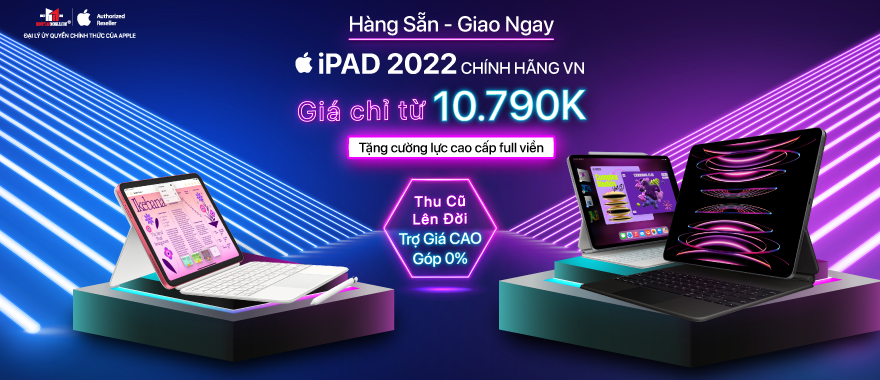 Authorized
Reseller
ĐẠI LÝ ỦY QUYỀN CHÍNH THỨC CỦA APPLE
Hàng Sẵn - Giao Ngay
iPAD 2022 CHÍNH HÃNG VN
Giá chỉ từ 10.790K
Tặng cường lực cao cấp full viền
Thu Cũ
Lên Đời
Trợ Giá CAO
Góp 0%
Ikebana